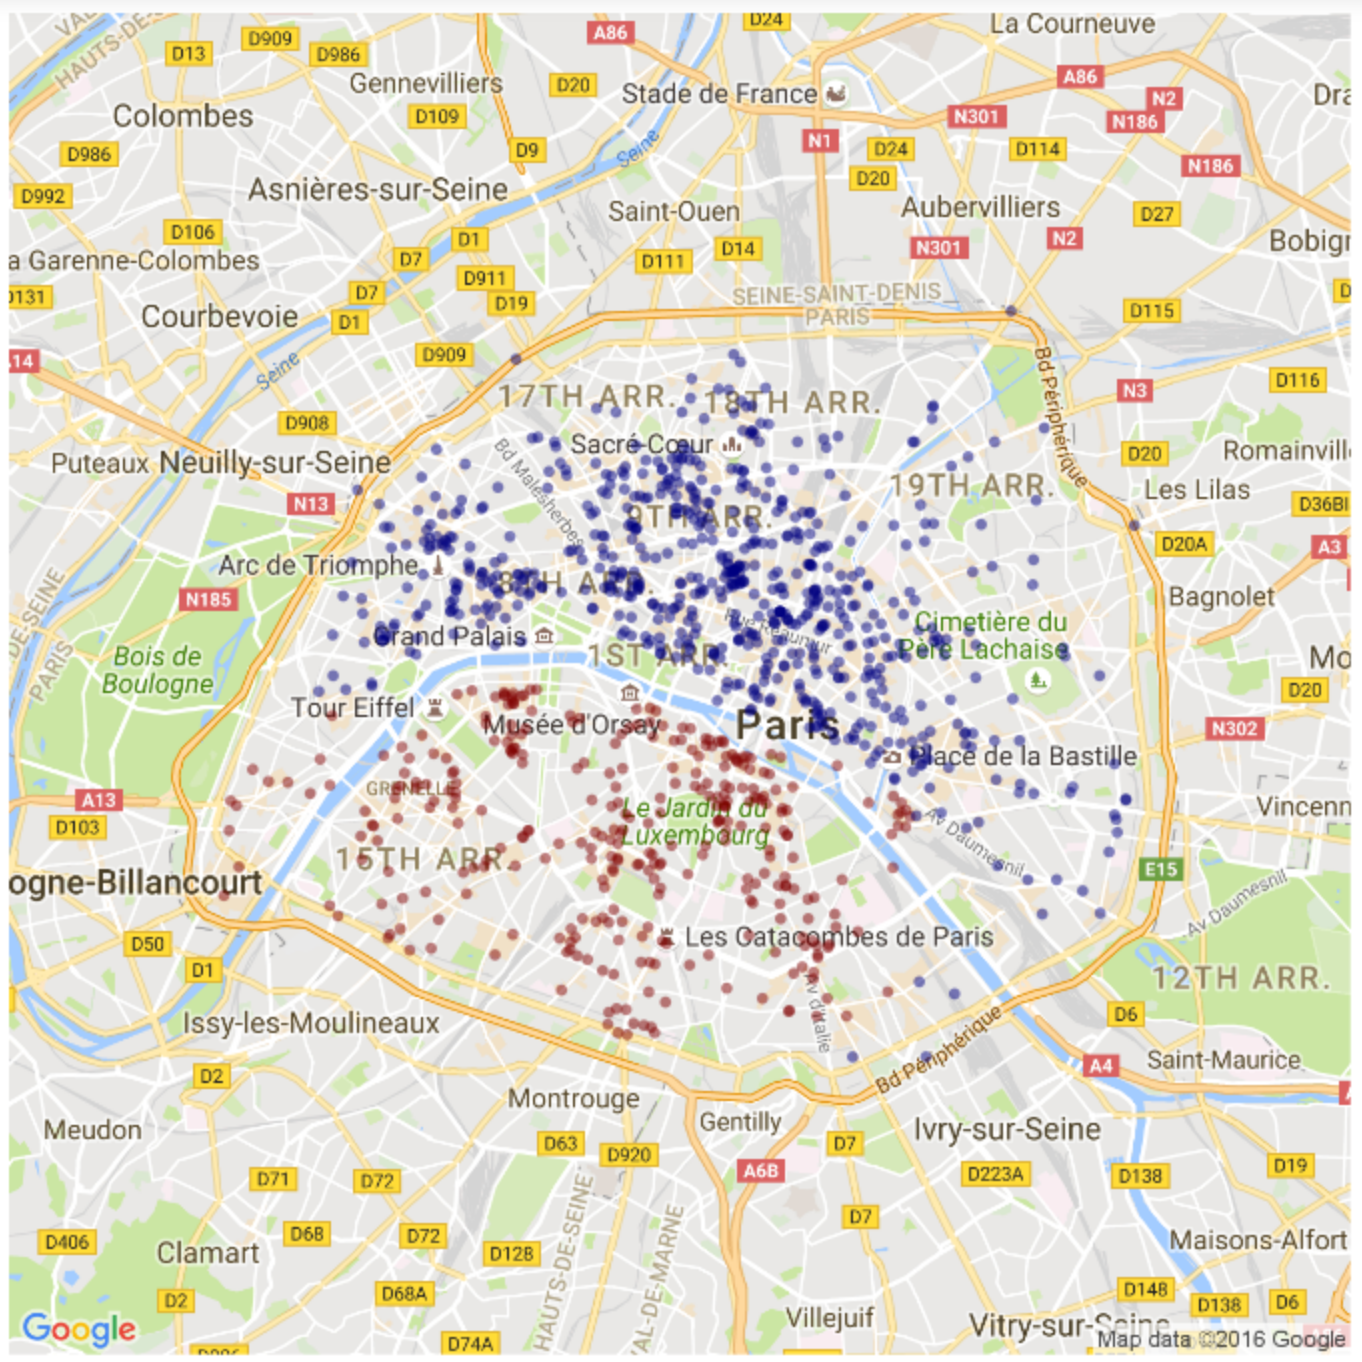 D24
La Courneuve
VAL
HAUTS-DE-S
D13
D909
D986
A86
Gennevilliers
D20
Stade de France
A86
N2
Dra
Colombes
D109
N301
N186
D986
D9
Seine
N1
D24
D114
N186
D992
Asnières-sur-Seine
D20
Saint-Ouen
Aubervilliers
D27
D106
D1
N301
N2
Bobigr
a Garenne-Colombes
D7
D111
D14
D911
D131
D7
D19
SEINE-SAINT-DENIS
PARIS
D
Courbevoie
D1
D115
Seine
D909
A14
Bd Périphérique
D116
N3
17TH ARR.
18TH ARR.
D908
Sacré-Cœur
Bd Malesherbes
Puteaux
Neuilly-sur-Seine
D20
Romainvill
19TH ARR.
Les Lilas
N13
D36BI
9TH ARR.
D20A
A3
Arc de Triomphe
8TH ARR.
N185
Bagnolet
DE-SEINE
PARIS
Rue Réaumur
Cimetière du
Père Lachaise
Grand Palais
1ST ARR.
Bois de
Boulogne
Mo
D20
Tour Eiffel
Musée d'Orsay
Paris
N302
Place de la Bastille
GRENELLE
A13
Le Jardin du
Luxembourg
Vincenn
D103
Av Daumesnil
15TH ARR.
E15
ogne-Billancourt
Av Daumesnil
D50
Les Catacombes de Paris
D1
12TH ARR.
Av d'Italie
Issy-les-Moulineaux
D6
Bd Périphérique
A4
Saint-Maurice
D2
Montrouge
Gentilly
Ivry-sur-Seine
Meudon
D63
D920
D7
A6B
D223A
D138
D19
D71
D72
D7
HAUTS-DE-SEINE
VAL-DE-MARNE
D406
D68
D72
Clamart
D128
Maisons-Alfort
D68A
D148
D138
D6
D2
Villejuif
Vitry-sur-Seine
Google
D74A
Map data ©2016 Google